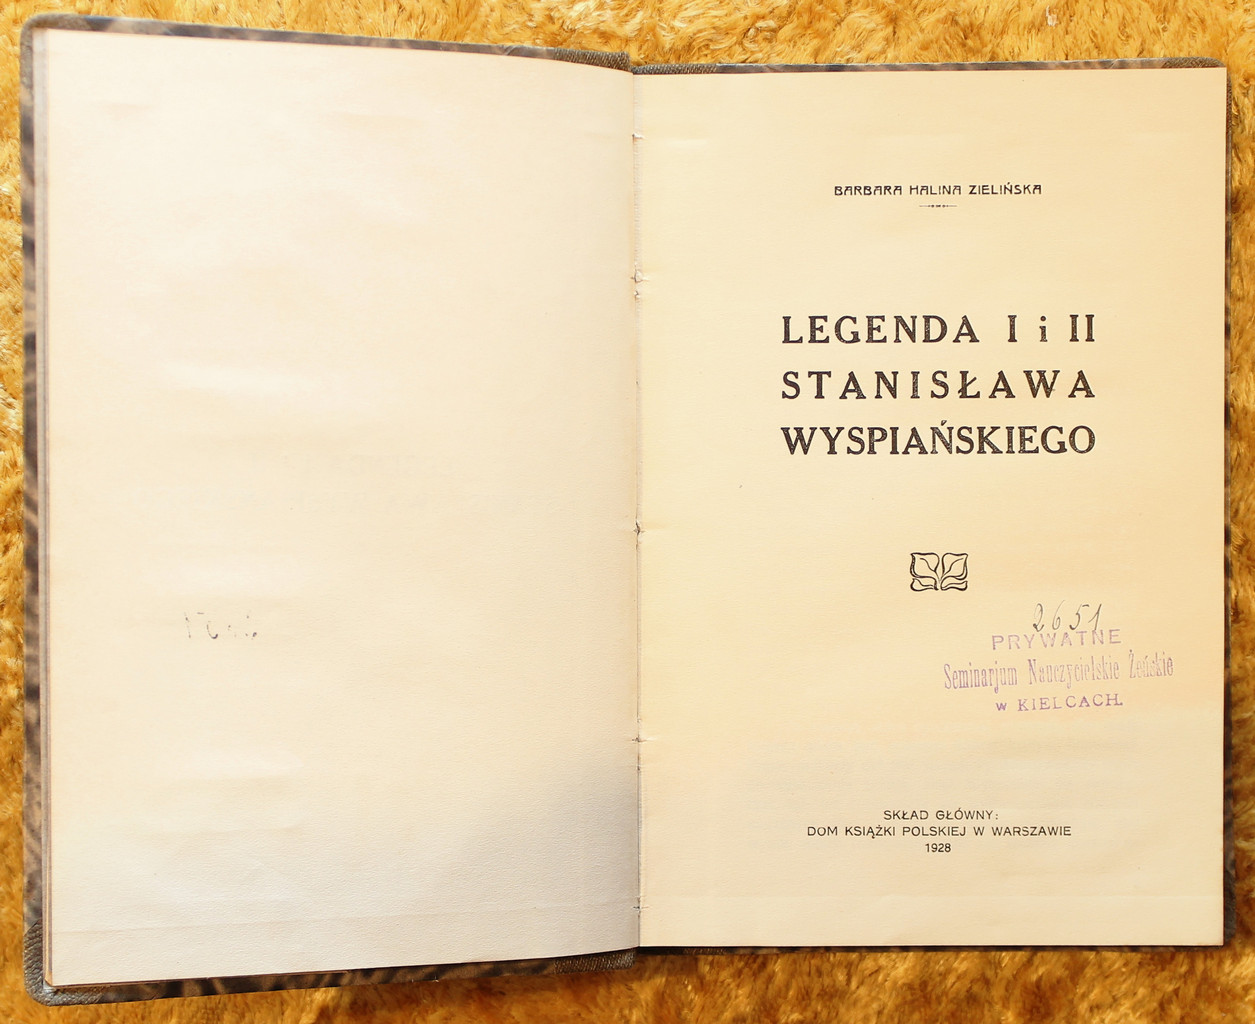 BARBARA HALINA ZIELIŃSKA
LEGENDA I i II
STANISŁAWA
WYSPIAŃSKIEGO
2651
PRYWATNE
Seminarjum Nauczycielskie Żeńskie
w KIELCACH.
SKŁAD GŁÓWNY:
DOM KSIĄŻKI POLSKIEJ W WARSZAWIE
1928